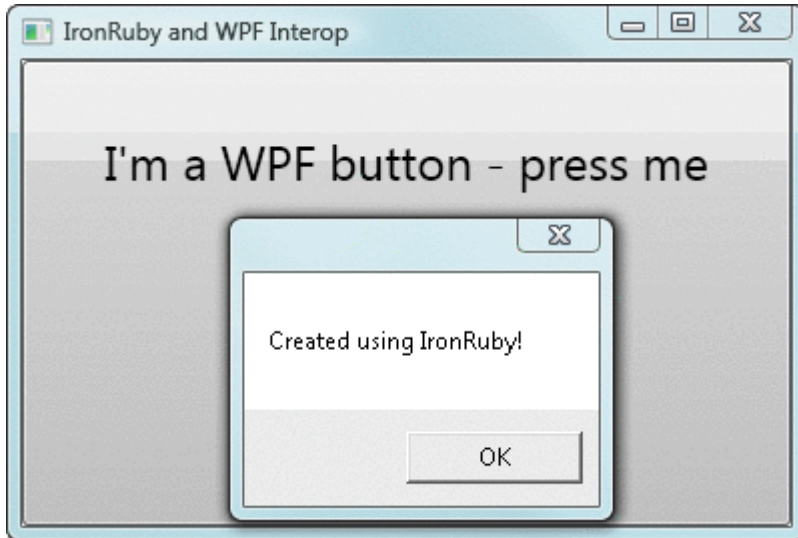 IronRuby and WPF Interop
I'm a WPF button - press me
Created using IronRuby!
OK